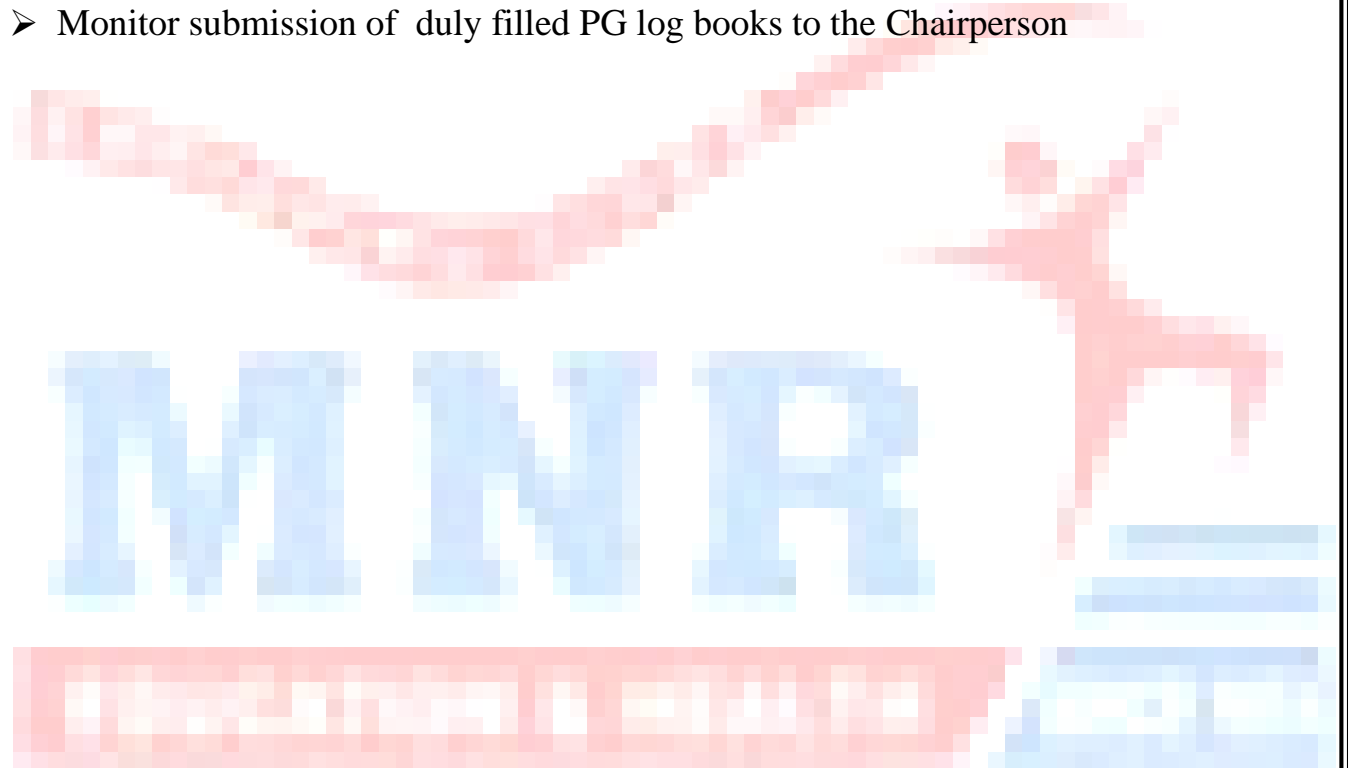 ➢ Monitor submission of  duly filled PG log books to the Chairperson
MNR